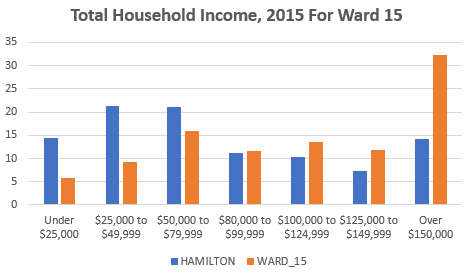 Total Household Income, 2015 For Ward 15
35
30
25
20
15
10
5
0
Under
$25,000
$25,000 to
$49,999
$50,000 to
$79,999
$80,000 to
$99,999
$100,000 to
$124,999
$125,000 to
$149,999
Over
$150,000
HAMILTON
WARD_15